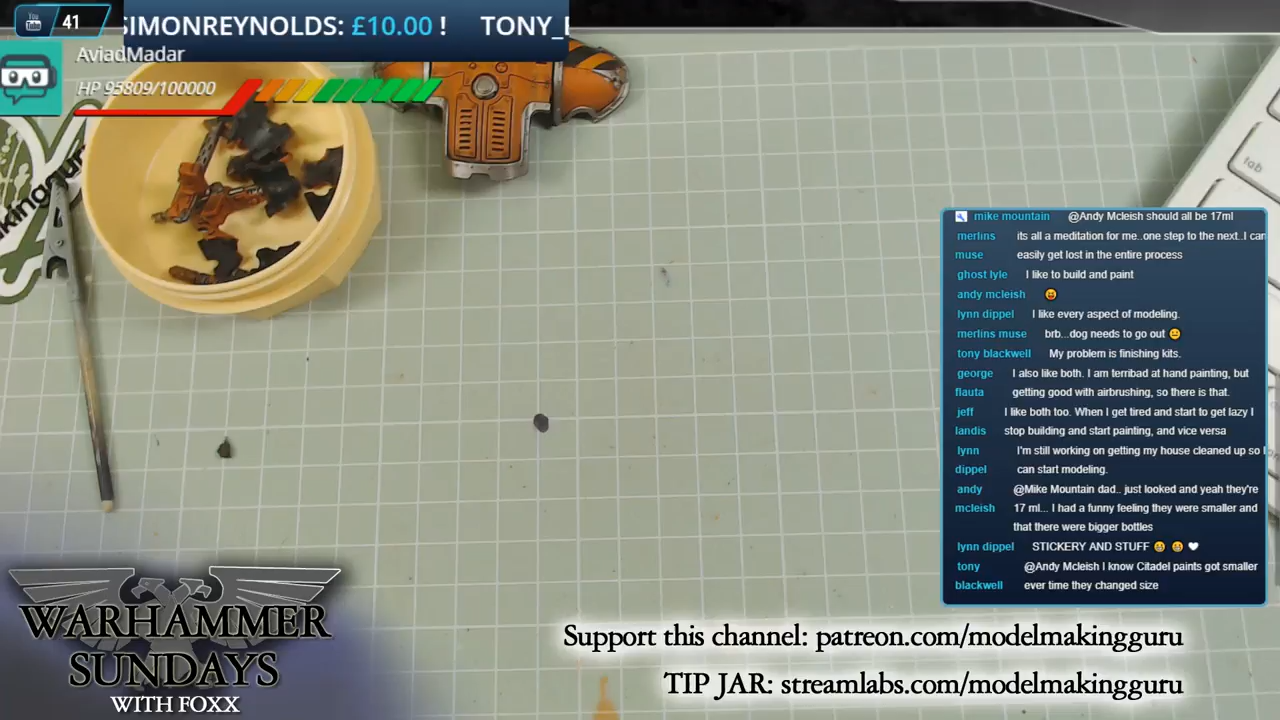 You Tube
41
SIMONREYNOLDS: £10.00 ! TONY_
AviadMadar
HP 95809/100000
tab
mike mountain @Andy Mcleish should all be 17ml
merlins its all a meditation for me..one step to the next..I can
muse easily get lost in the entire process
ghost lyle I like to build and paint
andy mcleish
lynn dippel I like every aspect of modeling.
merlins muse brb...dog needs to go out
tony blackwell My problem is finishing kits.
george I also like both. I am terribad at hand painting, but
flauta getting good with airbrushing, so there is that.
jeff I like both too. When I get tired and start to get lazy I
landis stop building and start painting, and vice versa
lynn I'm still working on getting my house cleaned up so I
dippel can start modeling.
andy @Mike Mountain dad.. just looked and yeah they're
mcleish 17 ml... I had a funny feeling they were smaller and
that there were bigger bottles
lynn dippel STICKERY AND STUFF
tony @Andy Mcleish I know Citadel paints got smaller
blackwell ever time they changed size
WARHAMMER
SUNDAYS
WITH FOXX
Support this channel: patreon.com/modelmakingguru
TIP JAR: streamlabs.com/modelmakingguru